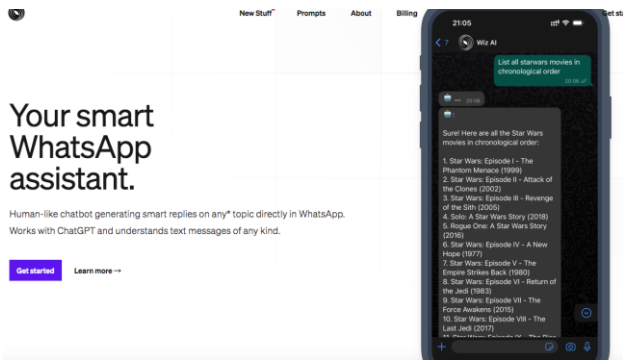 New Stuff
Prompts
About
Billing
Get st
Your smart
WhatsApp
assistant.
Human-like chatbot generating smart replies on any* topic directly in WhatsApp.
Works with ChatGPT and understands text messages of any kind.
Get started
Learn more →
21:05
7
Wiz AI
List all starwars movies in
chronological order
20:06
... 20:06
:
Sure! Here are all the Star Wars
movies in chronological order:
1. Star Wars: Episode I - The
Phantom Menace (1999)
2. Star Wars: Episode II - Attack of
the Clones (2002)
3. Star Wars: Episode III - Revenge
of the Sith (2005)
4. Solo: A Star Wars Story (2018)
5. Rogue One: A Star Wars Story
(2016)
6. Star Wars: Episode IV - A New
Hope (1977)
7. Star Wars: Episode V - The
Empire Strikes Back (1980)
8. Star Wars: Episode VI - Return of
the Jedi (1983)
9. Star Wars: Episode VII - The
Force Awakens (2015)
10. Star Wars: Episode VIII - The
Last Jedi (2017)